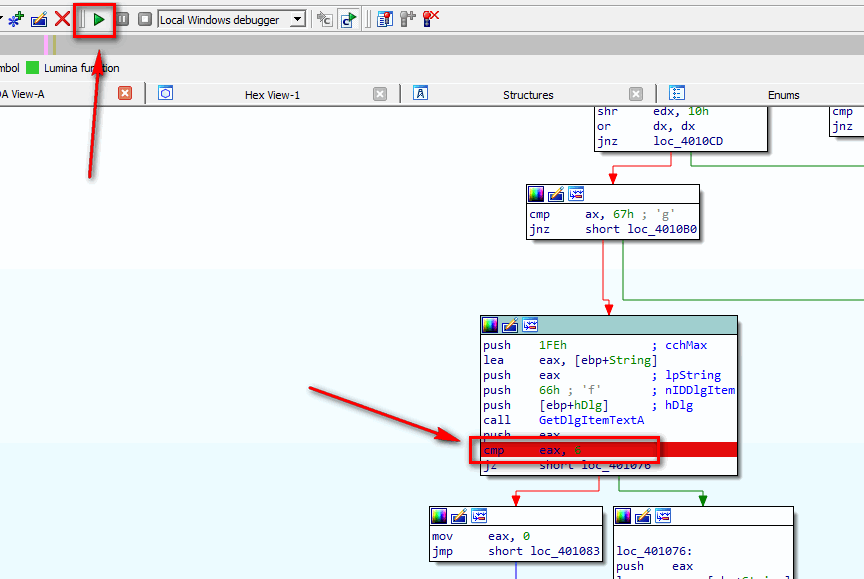 Local Windows debugger
mbol Lumina function
A View-A
Hex View-1
Structures
Enums
shr edx, 10h
or dx, dx
jnz loc_4010CD
cmp
jnz
cmp ax, 67h ; 'g'
jnz short loc_4010B0
push 1FEh ; cchMax
lea eax, [ebp+String]
push eax ; lpString
push 66h ; 'f' ; nIDDlgItem
push [ebp+hDlg] ; hDlg
call GetDlgItemTextA
push eax
cmp eax,
jz short loc_401076
mov eax, 0
jmp short loc_401083
loc_401076:
push eax